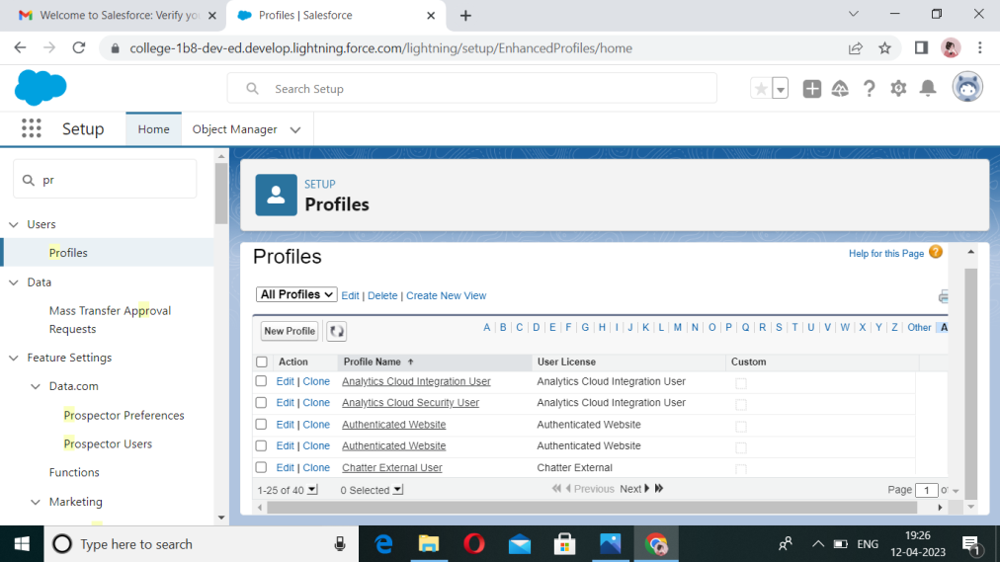 Welcome to Salesforce: Verify yo
Profiles | Salesforce
college-1b8-dev-ed.develop.lightning.force.com/lightning/setup/EnhancedProfiles/home
Search Setup
Setup
Home
Object Manager
pr
Users
Profiles
Data
Mass Transfer Approval
Requests
Feature Settings
Data.com
Prospector Preferences
Prospector Users
Functions
Marketing
SETUP
Profiles
Profiles
Help for this Page ?
All Profiles Edit | Delete | Create New View
New Profile
A | B | C | D | E | F | G | H | I | J | K | L | M | N | O | P | Q | R | S | T | U | V | W | X | Y | Z | Other A
Action Profile Name ↑ User License Custom
Edit | Clone Analytics Cloud Integration User Analytics Cloud Integration User
Edit | Clone Analytics Cloud Security User Analytics Cloud Integration User
Edit | Clone Authenticated Website Authenticated Website
Edit | Clone Authenticated Website Authenticated Website
Edit | Clone Chatter External User Chatter External
1-25 of 40 0 Selected Previous Next Page 1 o
Type here to search
ENG
19:26
12-04-2023
1